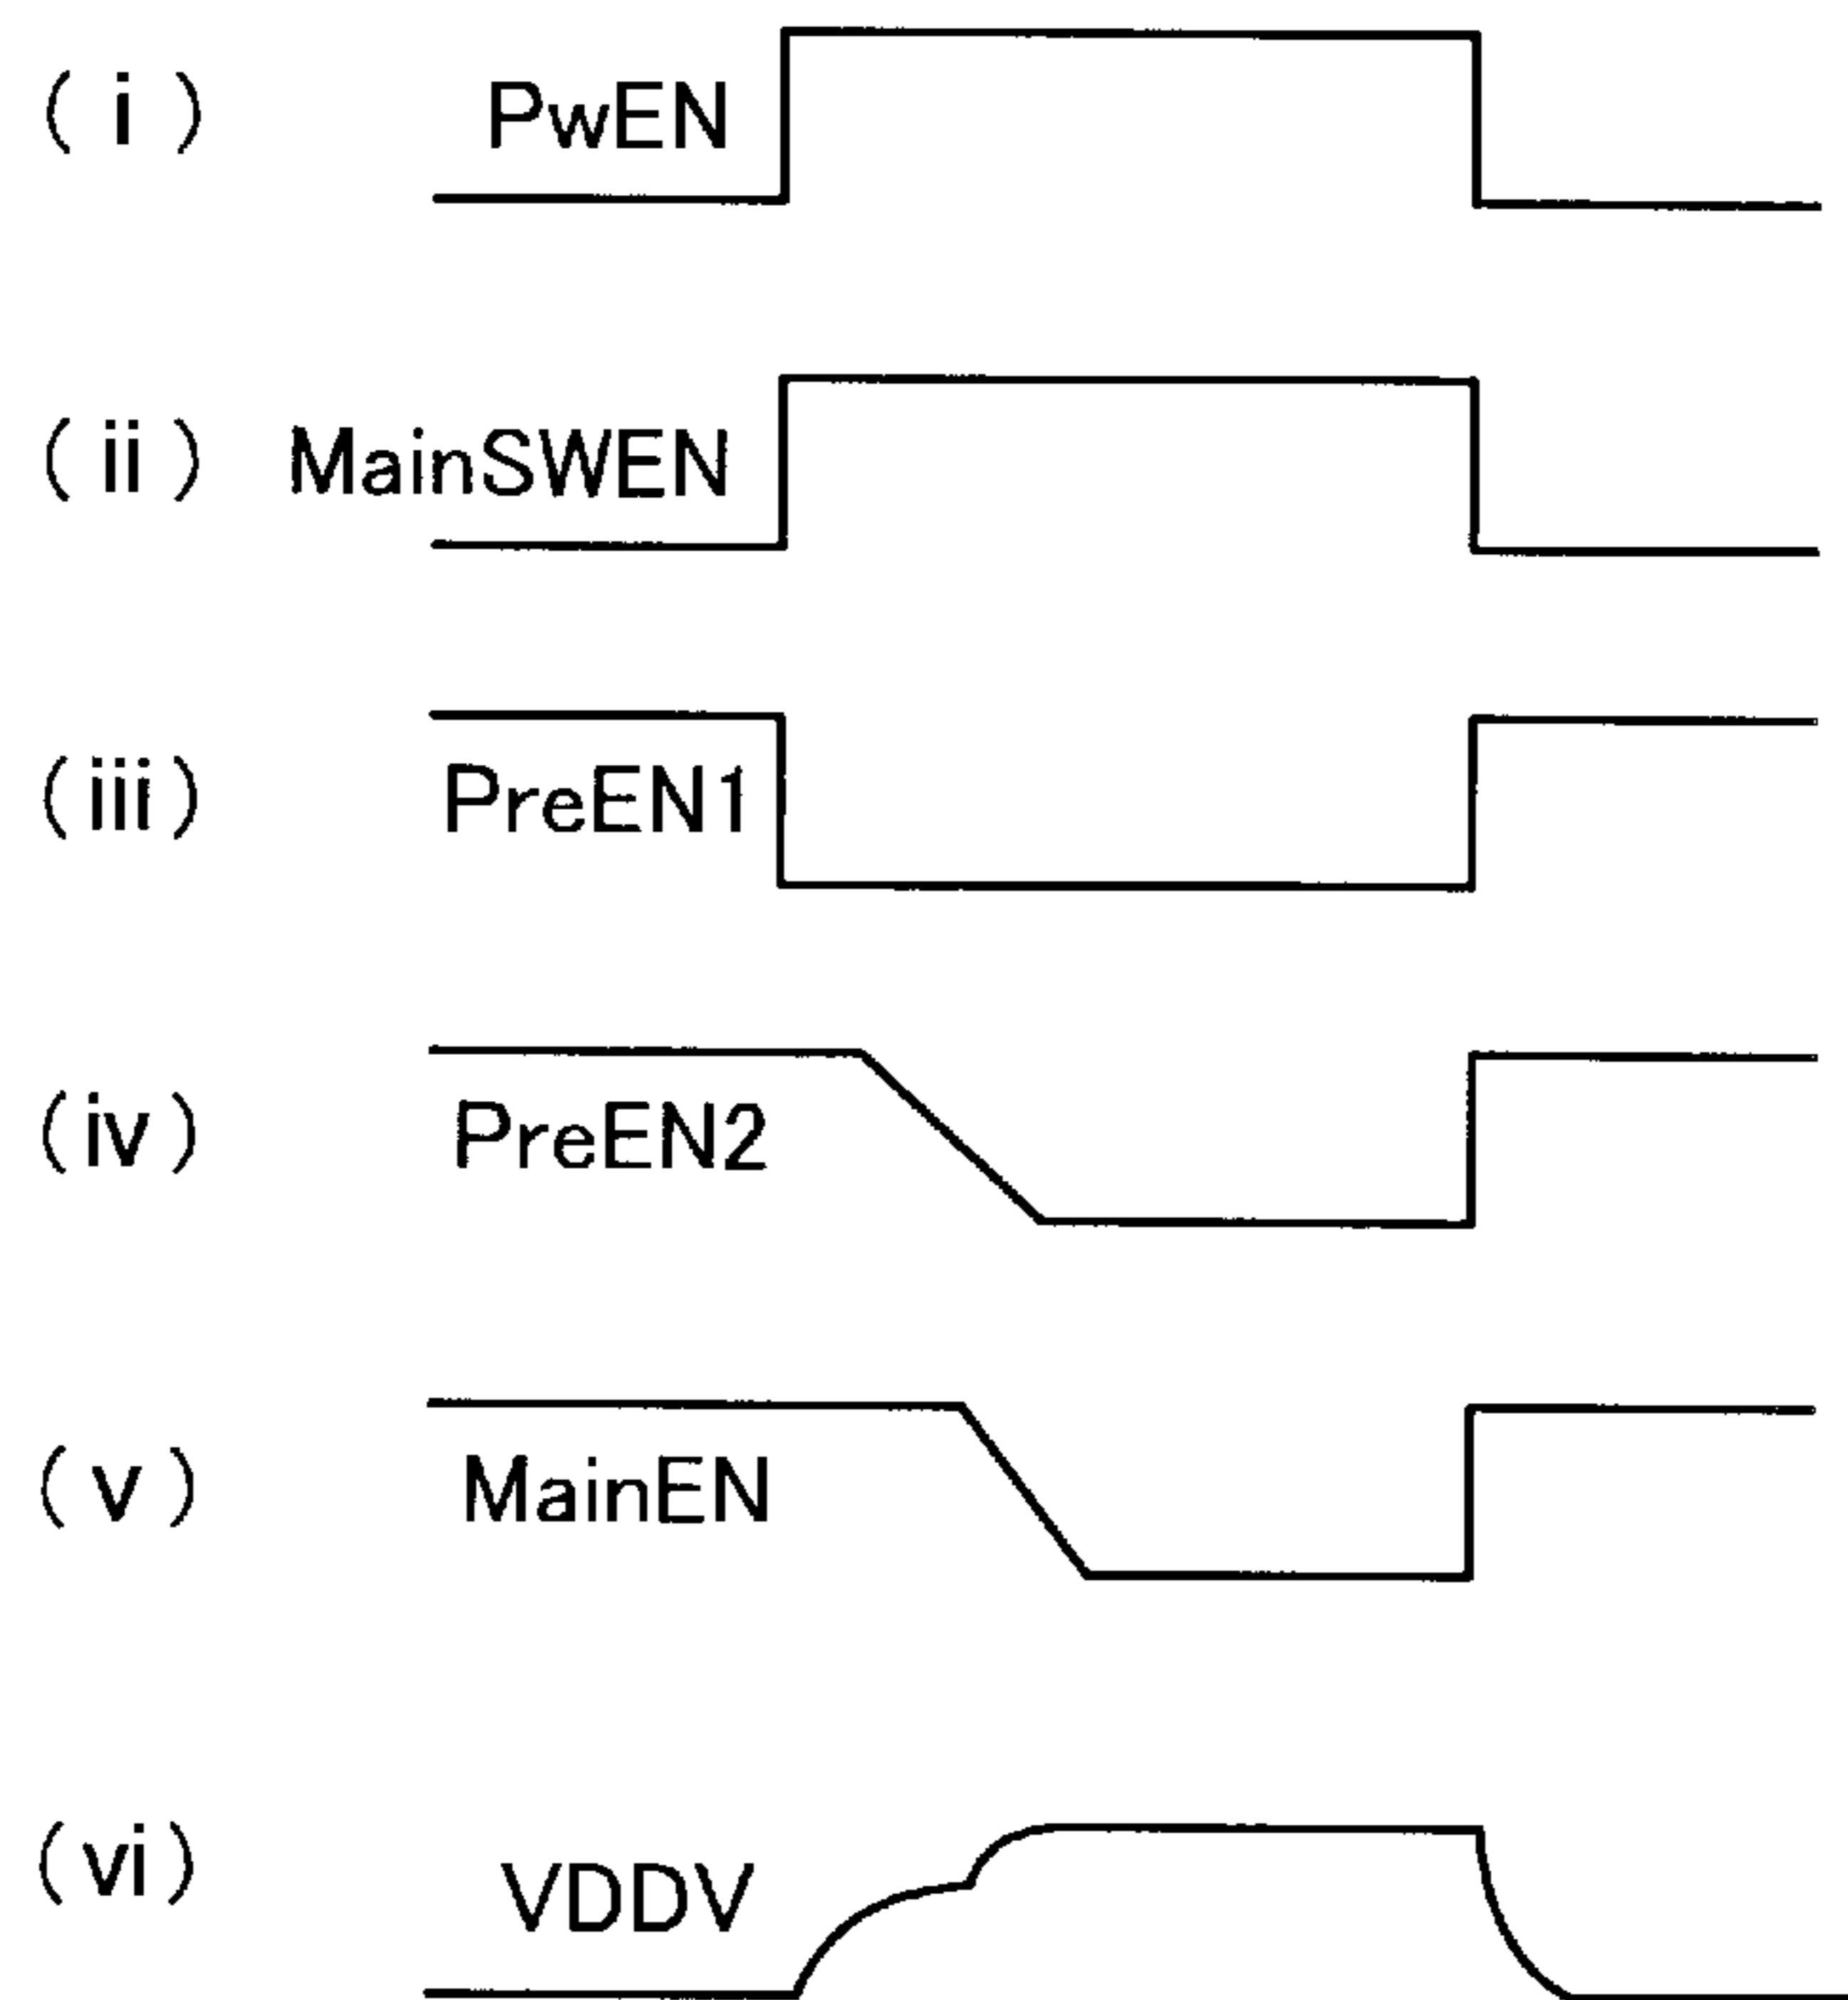 ( i ) PwEN
( ii ) MainSWEN
( iii ) PreEN1
( iv ) PreEN2
( v ) MainEN
( vi ) VDDV